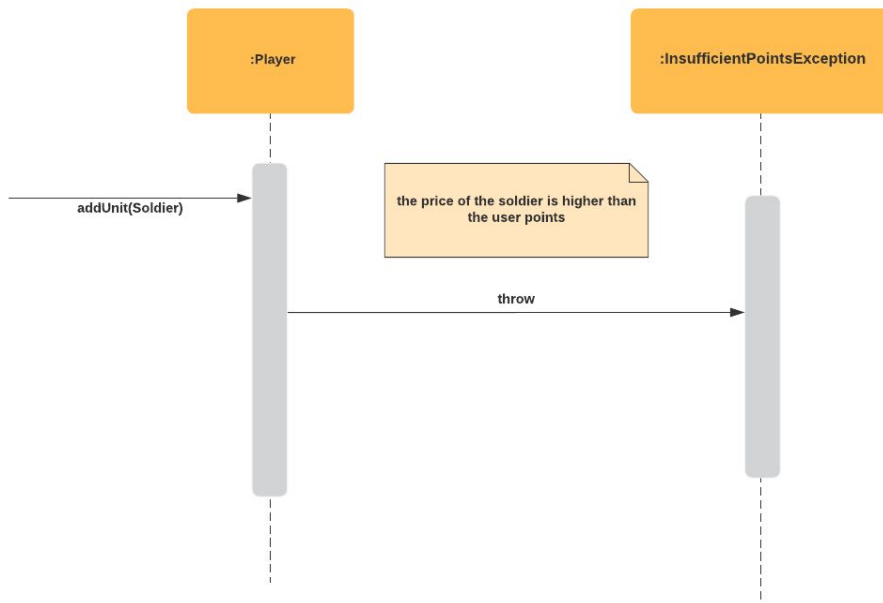 :Player
:InsufficientPointsException
the price of the soldier is higher than
the user points
addUnit(Soldier)
throw